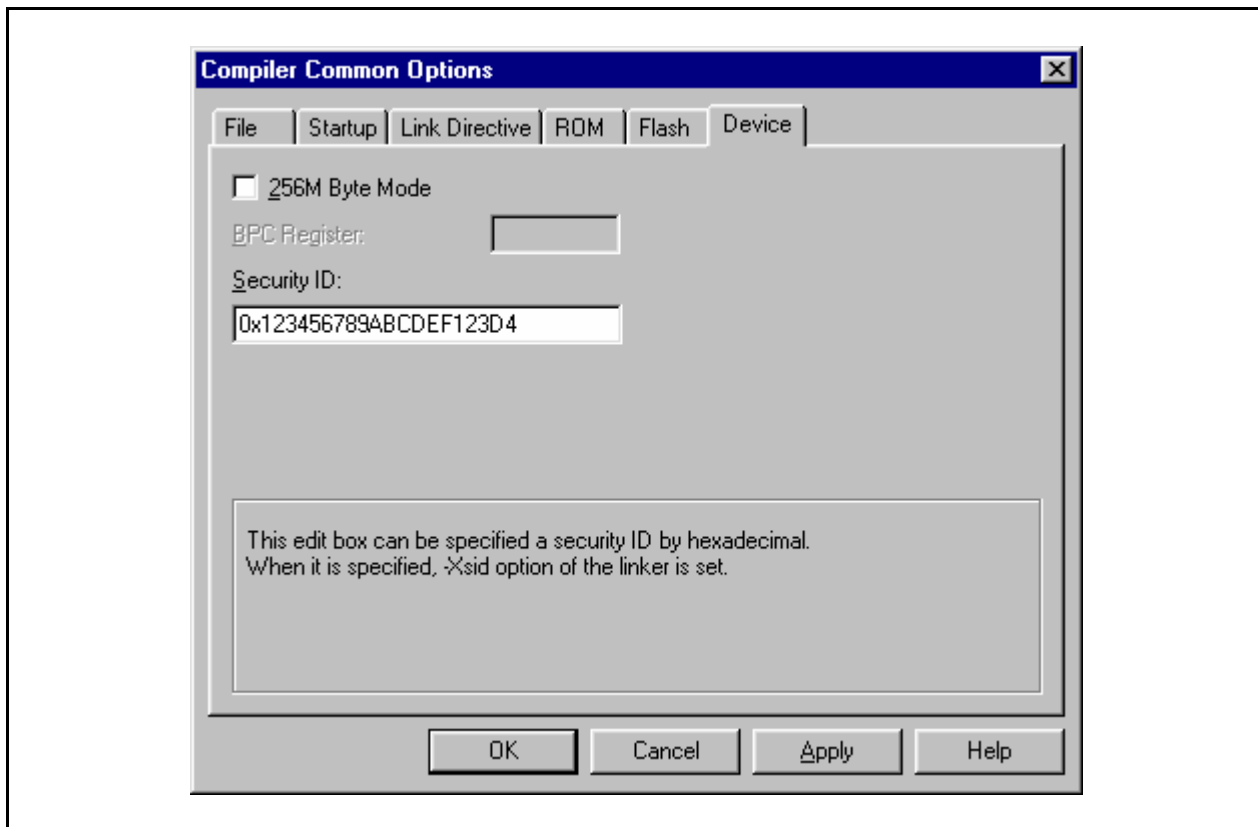 Compiler Common Options
File Startup Link Directive ROM Flash Device
256M Byte Mode
BPC Register:
Security ID:
0x123456789ABCDEF123D4
This edit box can be specified a security ID by hexadecimal.
When it is specified, -Xsid option of the linker is set.
OK Cancel Apply Help